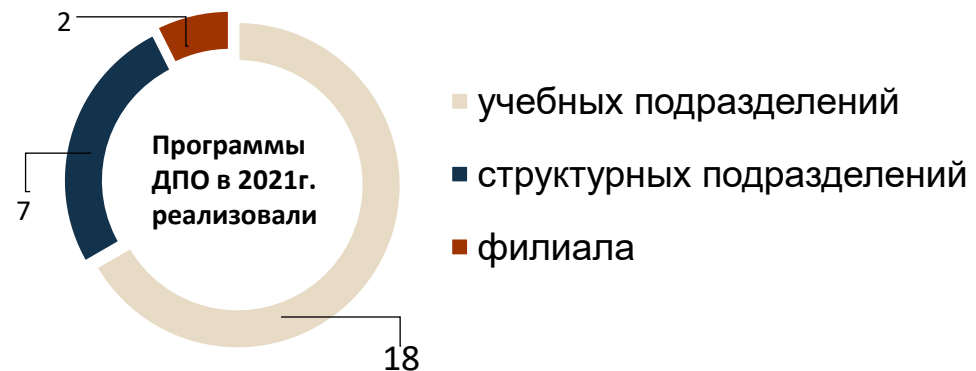 2
7
18
Программы
ДПО в 2021г.
реализовали
учебных подразделений
структурных подразделений
филиала